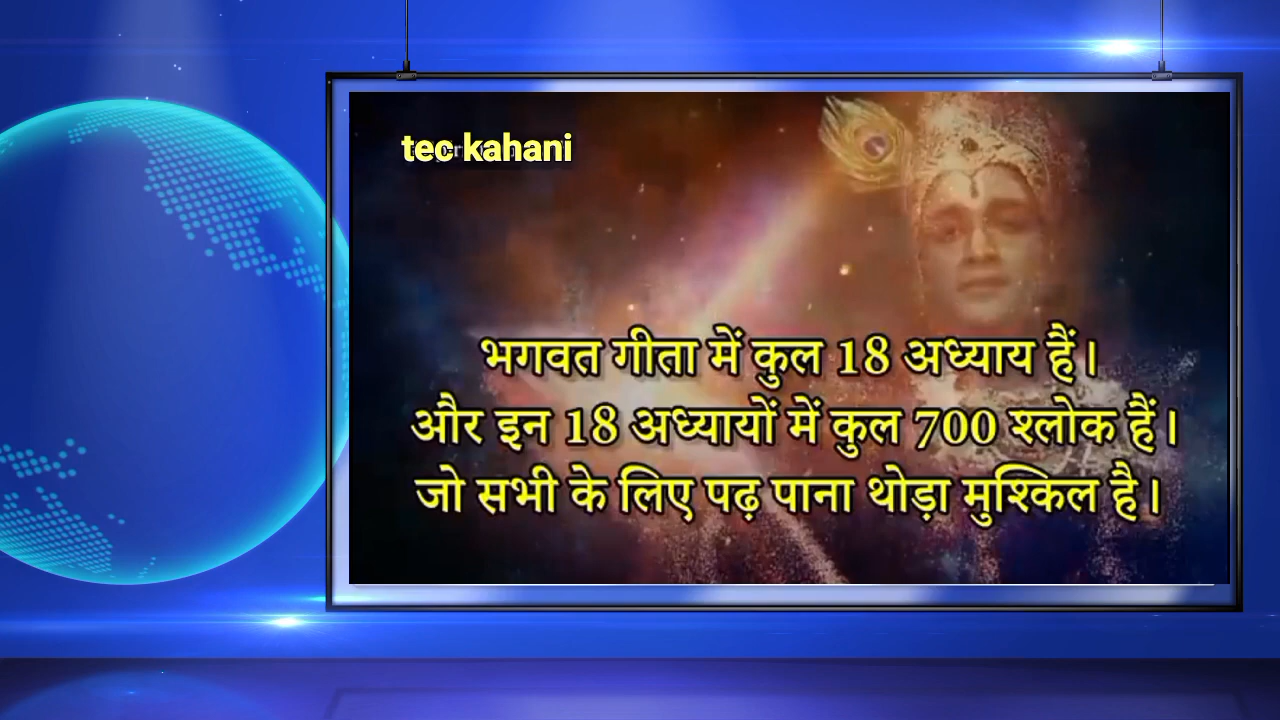 tec kahani
भगवत गीता में कुल 18 अध्याय हैं।
और इन 18 अध्यायों में कुल 700 श्लोक हैं।
जो सभी के लिए पढ़ पाना थोड़ा मुश्किल है।